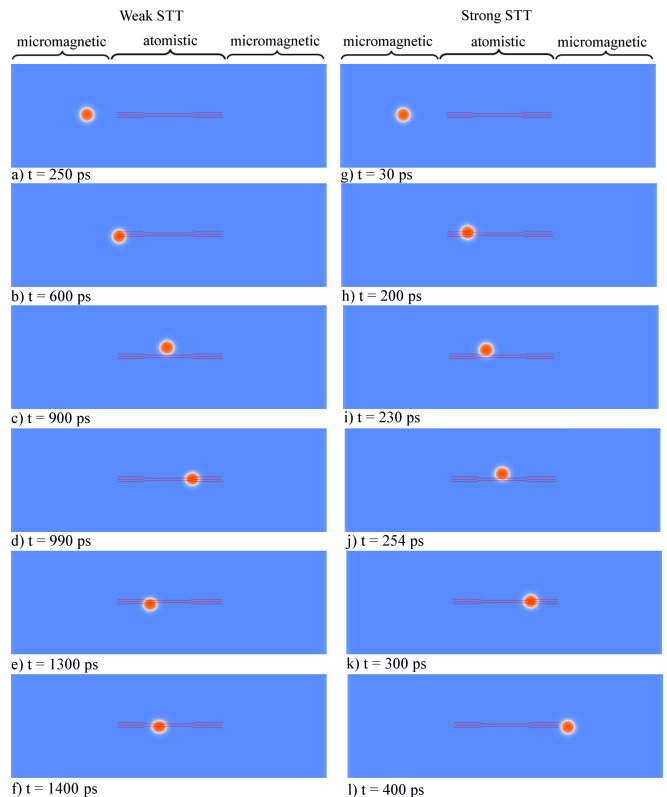 Weak STT
Strong STT
micromagnetic atomistic micromagnetic
micromagnetic atomistic micromagnetic
a) t = 250 ps
g) t = 30 ps
b) t = 600 ps
h) t = 200 ps
c) t = 900 ps
i) t = 230 ps
d) t = 990 ps
j) t = 254 ps
e) t = 1300 ps
k) t = 300 ps
f) t = 1400 ps
l) t = 400 ps